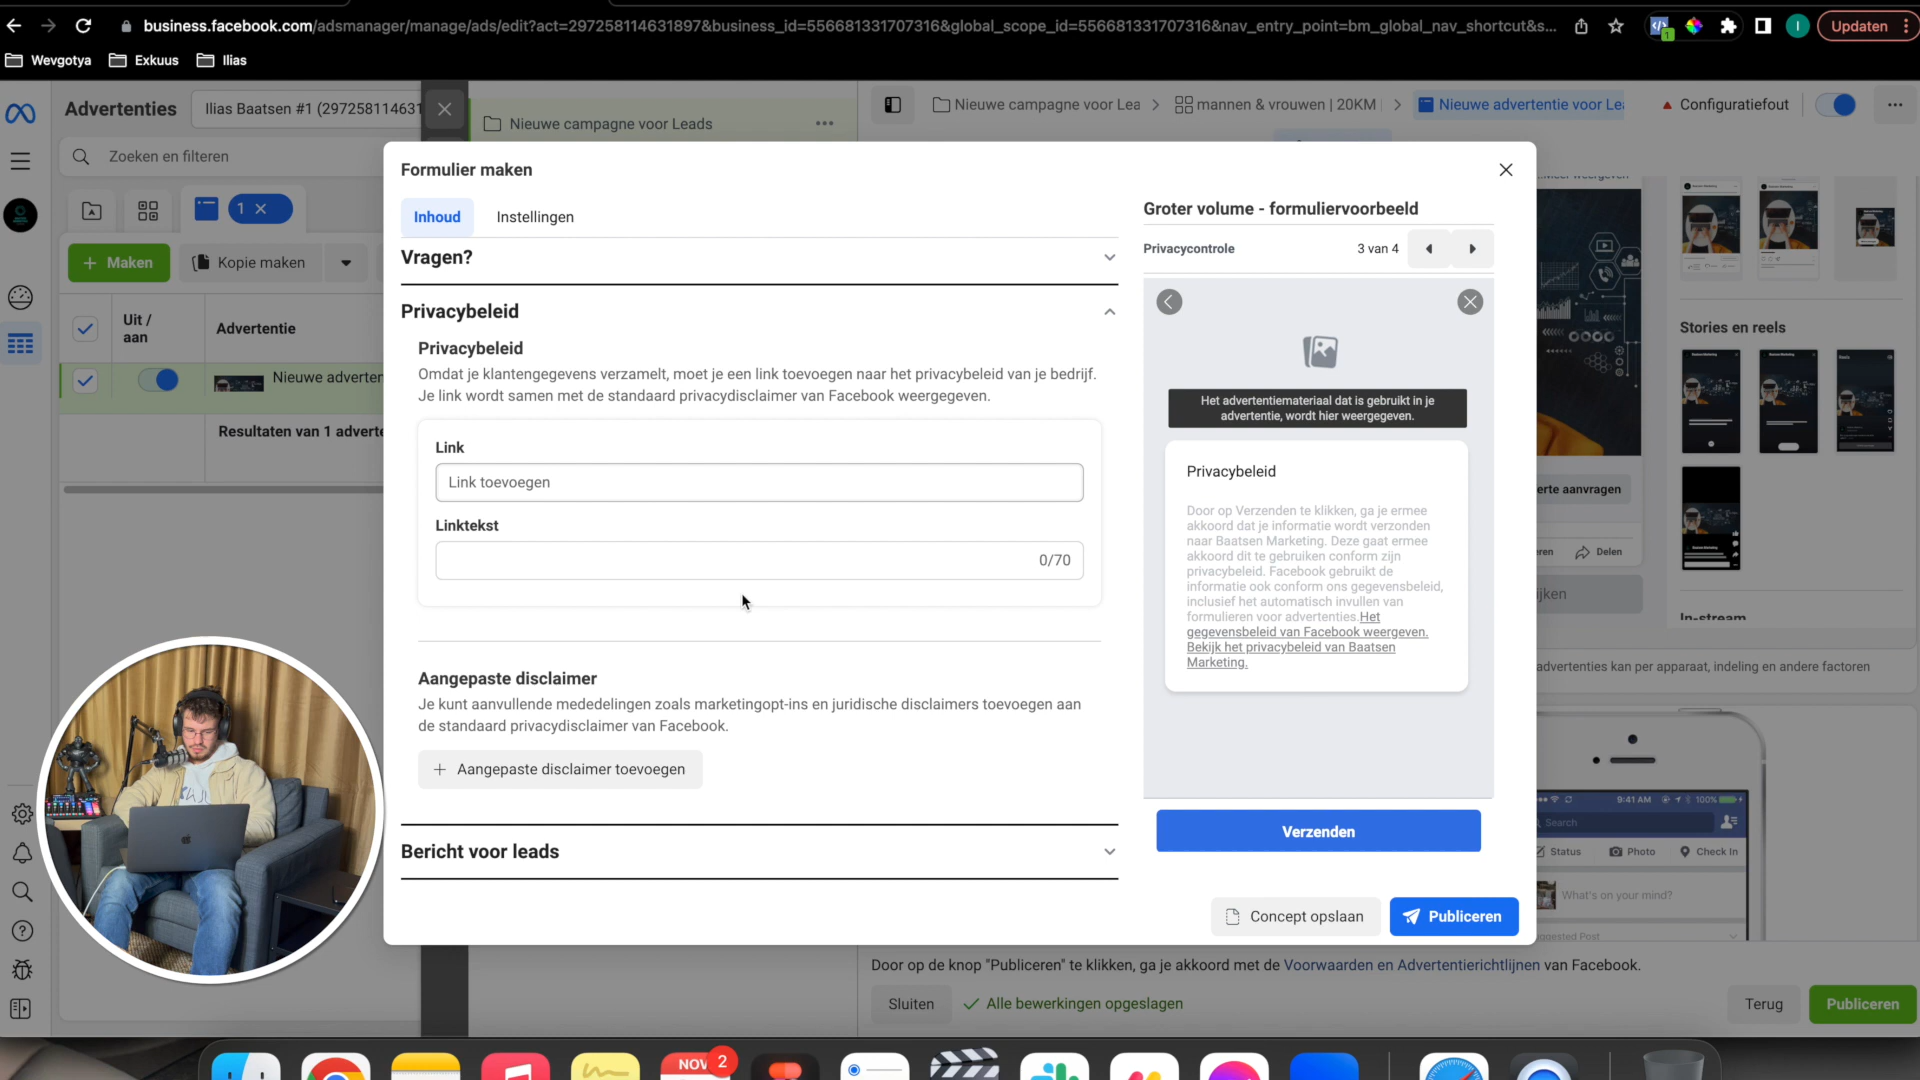 business.facebook.com/adsmanager/manage/ads/edit?act=297258114631897&business_id=556681331707316&global_scope_id=556681331707316&nav_entry_point=bm_global_nav_shortcut&s...
Updaten
Wevgotya
Exkuus
Ilias
Advertenties
Ilias Baatsen #1 (29725811463
Nieuwe campagne voor Leads
Nieuwe campagne voor Lea
mannen & vrouwen | 20KM
Nieuwe advertentie voor Le
Configuratiefout
Zoeken en filteren
1
Maken
Kopie maken
Uit /
aan
Advertentie
Nieuwe adverten
Resultaten van 1 adverte
Formulier maken
Inhoud
Instellingen
Vragen?
Privacybeleid
Privacybeleid
Omdat je klantengegevens verzamelt, moet je een link toevoegen naar het privacybeleid van je bedrijf.
Je link wordt samen met de standaard privacydisclaimer van Facebook weergegeven.
Link
Link toevoegen
Linktekst
0/70
Aangepaste disclaimer
Je kunt aanvullende mededelingen zoals marketingopt-ins en juridische disclaimers toevoegen aan
de standaard privacydisclaimer van Facebook.
Aangepaste disclaimer toevoegen
Bericht voor leads
Groter volume - formuliervoorbeeld
Privacycontrole
3 van 4
Het advertentiemateriaal dat is gebruikt in je
advertentie, wordt hier weergegeven.
Privacybeleid
Door op Verzenden te klikken, ga je ermee
akkoord dat je informatie wordt verzonden
naar Baatsen Marketing. Deze gaat ermee
akkoord dit te gebruiken conform zijn
privacybeleid. Facebook gebruikt de
informatie ook conform ons gegevensbeleid,
inclusief het automatisch invullen van
formulieren voor advertenties.Het
gegevensbeleid van Facebook weergeven.
Bekijk het privacybeleid van Baatsen
Marketing.
Verzenden
Concept opslaan
Publiceren
Stories en reels
In-stream
erte aanvragen
Delen
advertenties kan per apparaat, indeling en andere factoren
9:41 AM
100%
Search
Status
Photo
Check In
What's on your mind?
Door op de knop "Publiceren" te klikken, ga je akkoord met de Voorwaarden en Advertentierichtlijnen van Facebook.
Sluiten
Alle bewerkingen opgeslagen
Terug
Publiceren
NOV
2